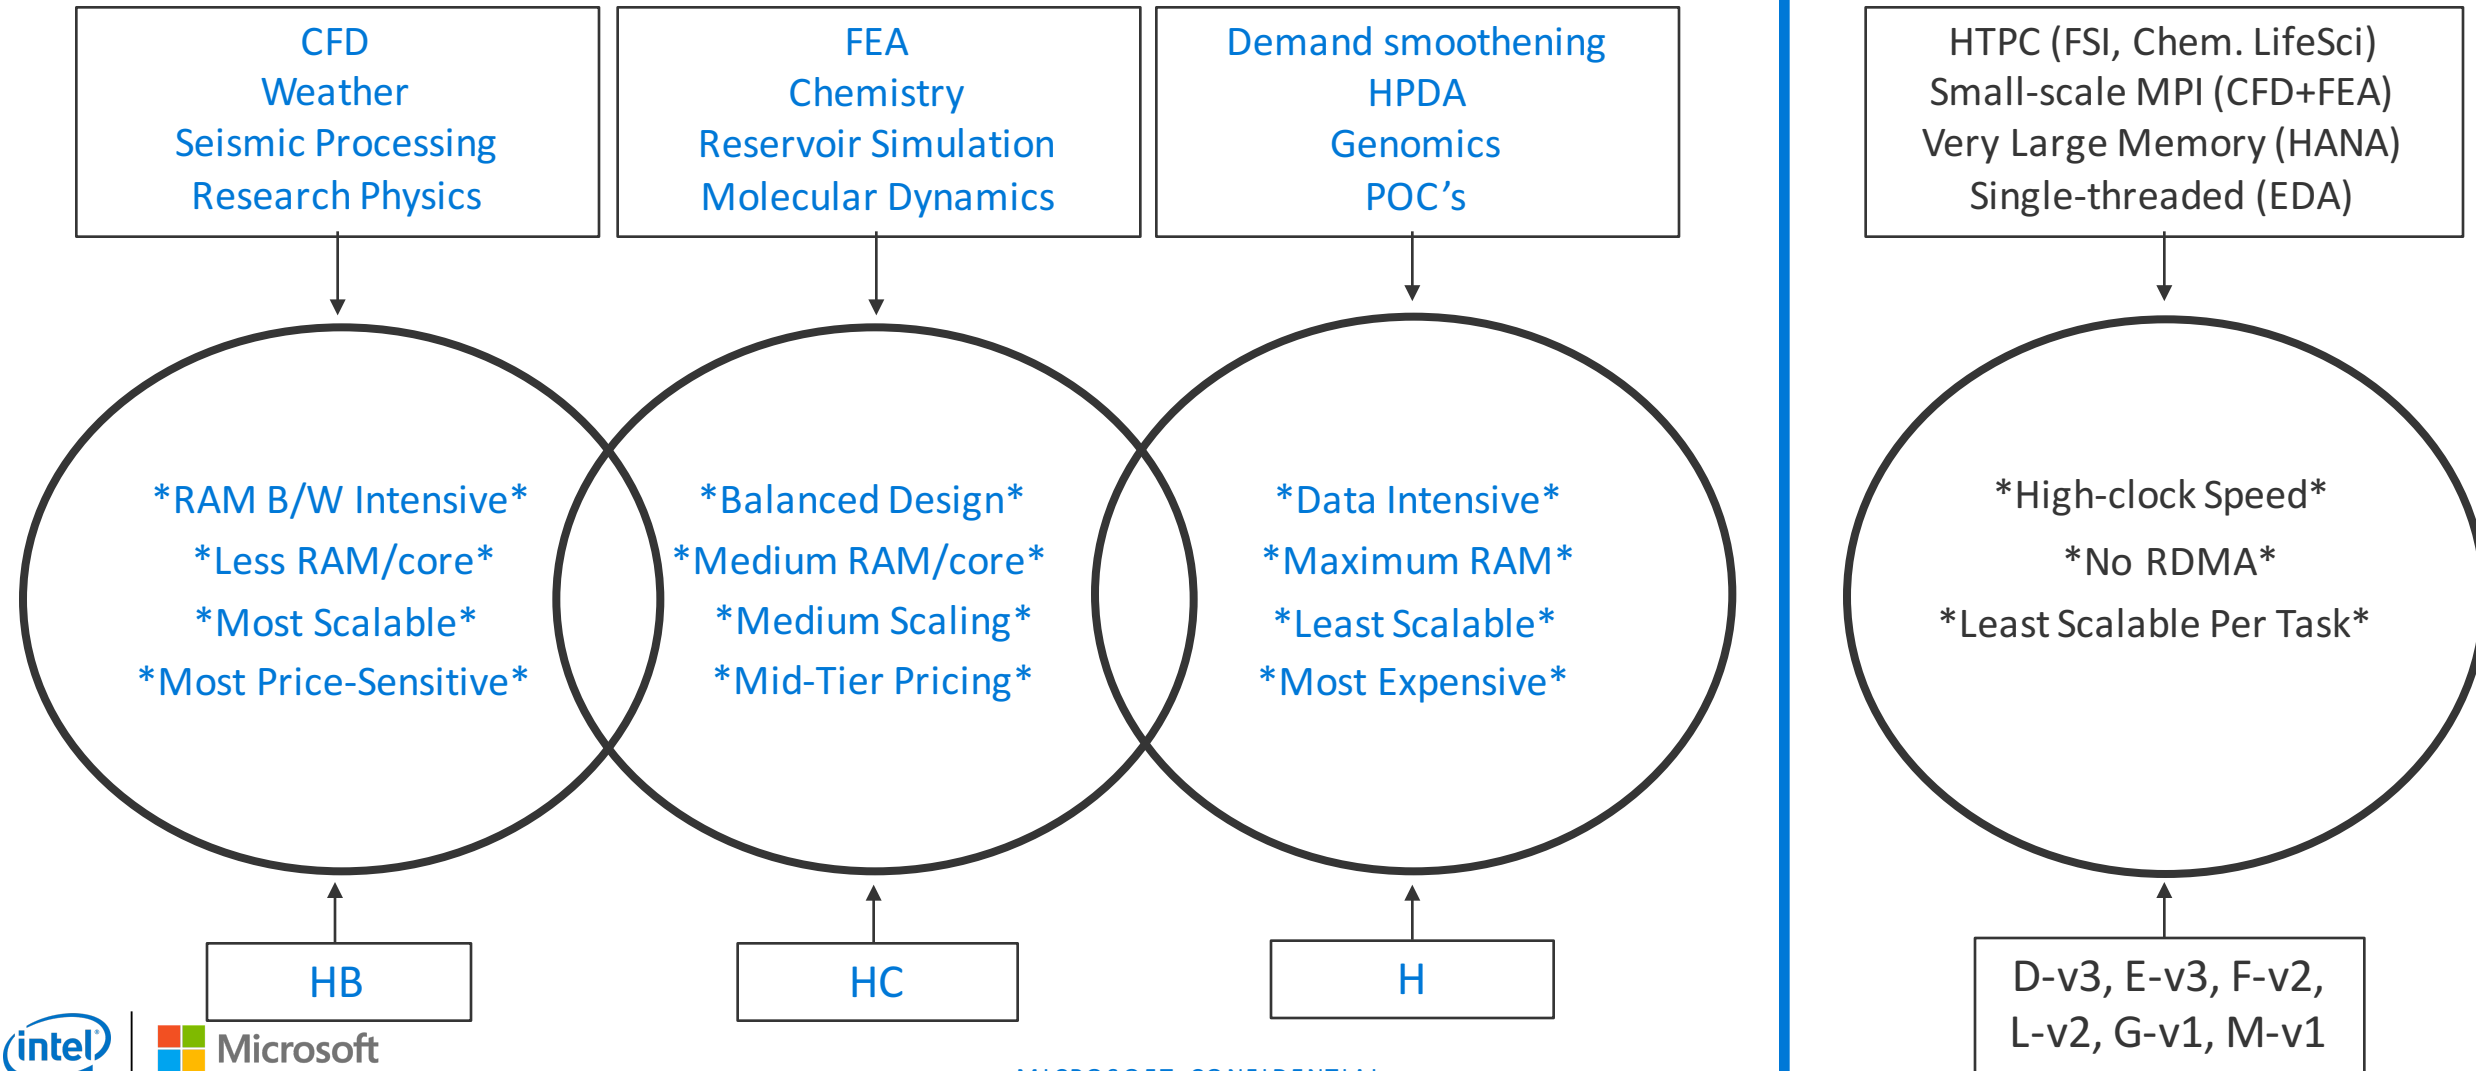 CFD
Weather
Seismic Processing
Research Physics
FEA
Chemistry
Reservoir Simulation
Molecular Dynamics
Demand smoothening
HPDA
Genomics
POC's
HTPC (FSI, Chem. LifeSci)
Small-scale MPI (CFD+FEA)
Very Large Memory (HANA)
Single-threaded (EDA)
*RAM B/W Intensive*
*Less RAM/core*
*Most Scalable*
*Most Price-Sensitive*
*Balanced Design*
*Medium RAM/core*
*Medium Scaling*
*Mid-Tier Pricing*
*Data Intensive*
*Maximum RAM*
*Least Scalable*
*Most Expensive*
*High-clock Speed*
*No RDMA*
*Least Scalable Per Task*
HB
HC
H
D-v3, E-v3, F-v2,
L-v2, G-v1, M-v1
intel
Microsoft
MICROSOFT CONFIDENTIAL